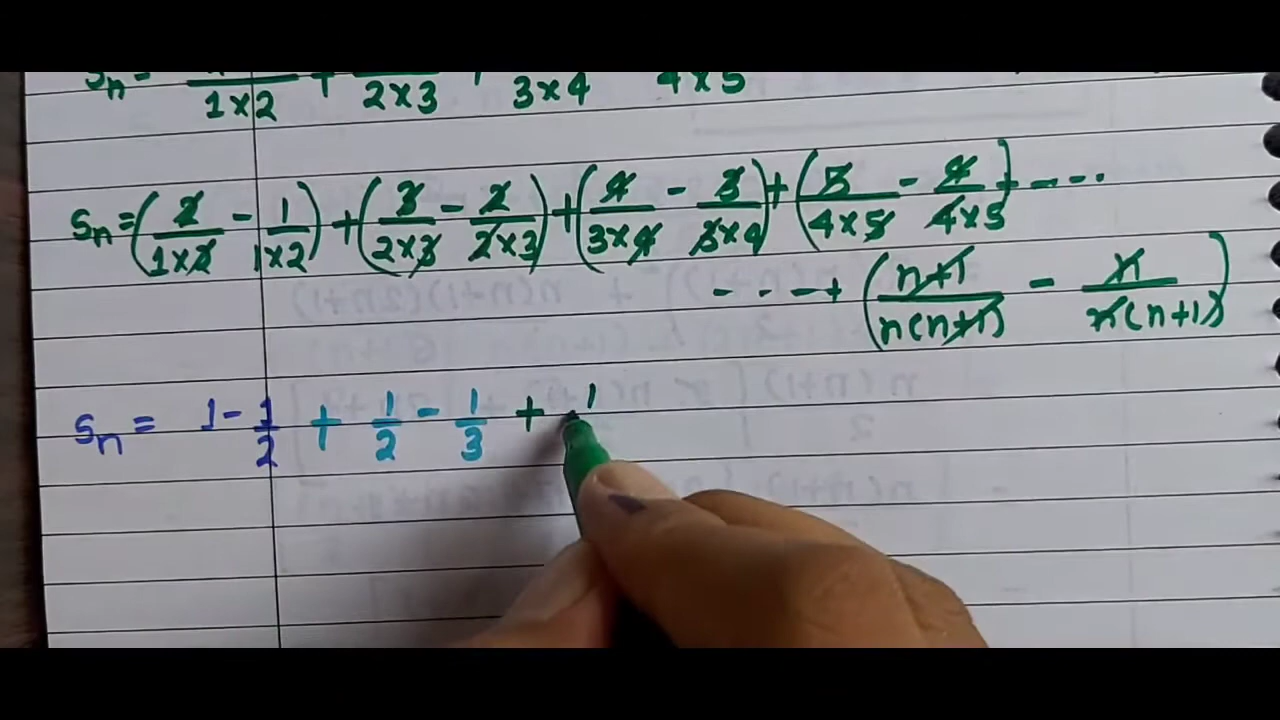 Sn = 1×2 + 2×3 + 3×4 4×5
Sn = (2/1×2 - 1/1×2) + (3/2×3 - 2/2×3) + (4/3×4 - 3/3×4) + (5/4×5 - 4/4×5) + - - . .
- . - . -+ (n+1/n(n+1) - n/n(n+1))
Sn = 1 - 1/2 + 1/2 - 1/3 + 1